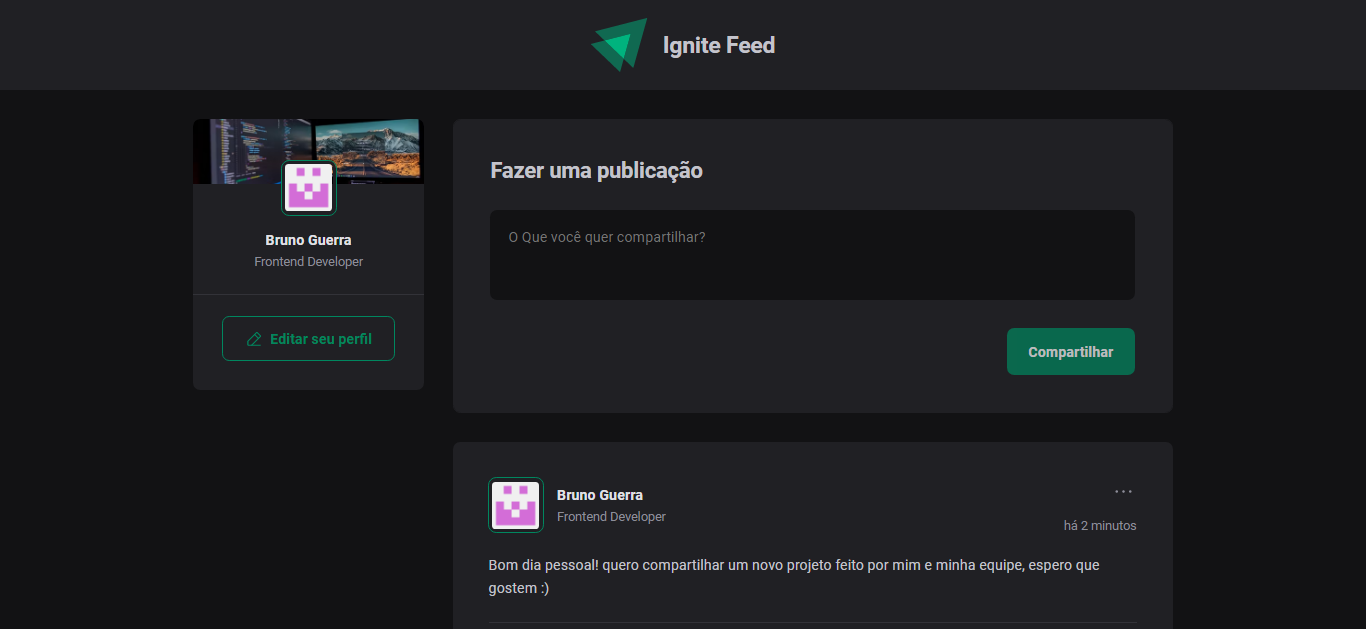 Ignite Feed
Bruno Guerra
Frontend Developer
Editar seu perfil
Fazer uma publicação
O Que você quer compartilhar?
Compartilhar
Bruno Guerra
Frontend Developer
há 2 minutos
Bom dia pessoal! quero compartilhar um novo projeto feito por mim e minha equipe, espero que
gostem :)